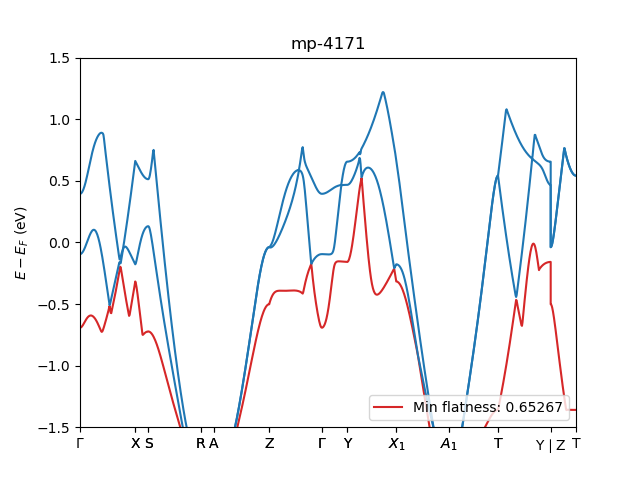 mp-4171
1.5
1.0
0.5
0.0
−0.5
−1.0
−1.5
E − E_F (eV)
Min flatness: 0.65267
Γ X S R A Z Γ Y X₁ A₁ T Y | Z T